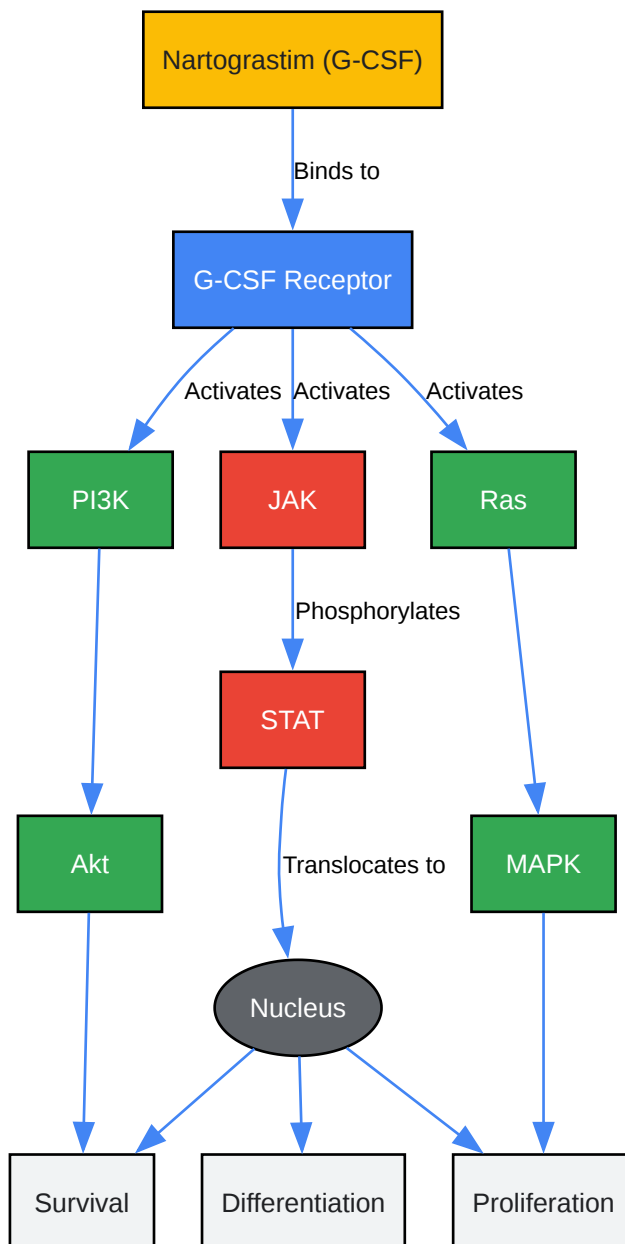 Nartograstim (G-CSF)
Binds to
G-CSF Receptor
Activates
Activates
Activates
PI3K
JAK
Ras
Phosphorylates
STAT
Akt
Translocates to
MAPK
Nucleus
Survival
Differentiation
Proliferation